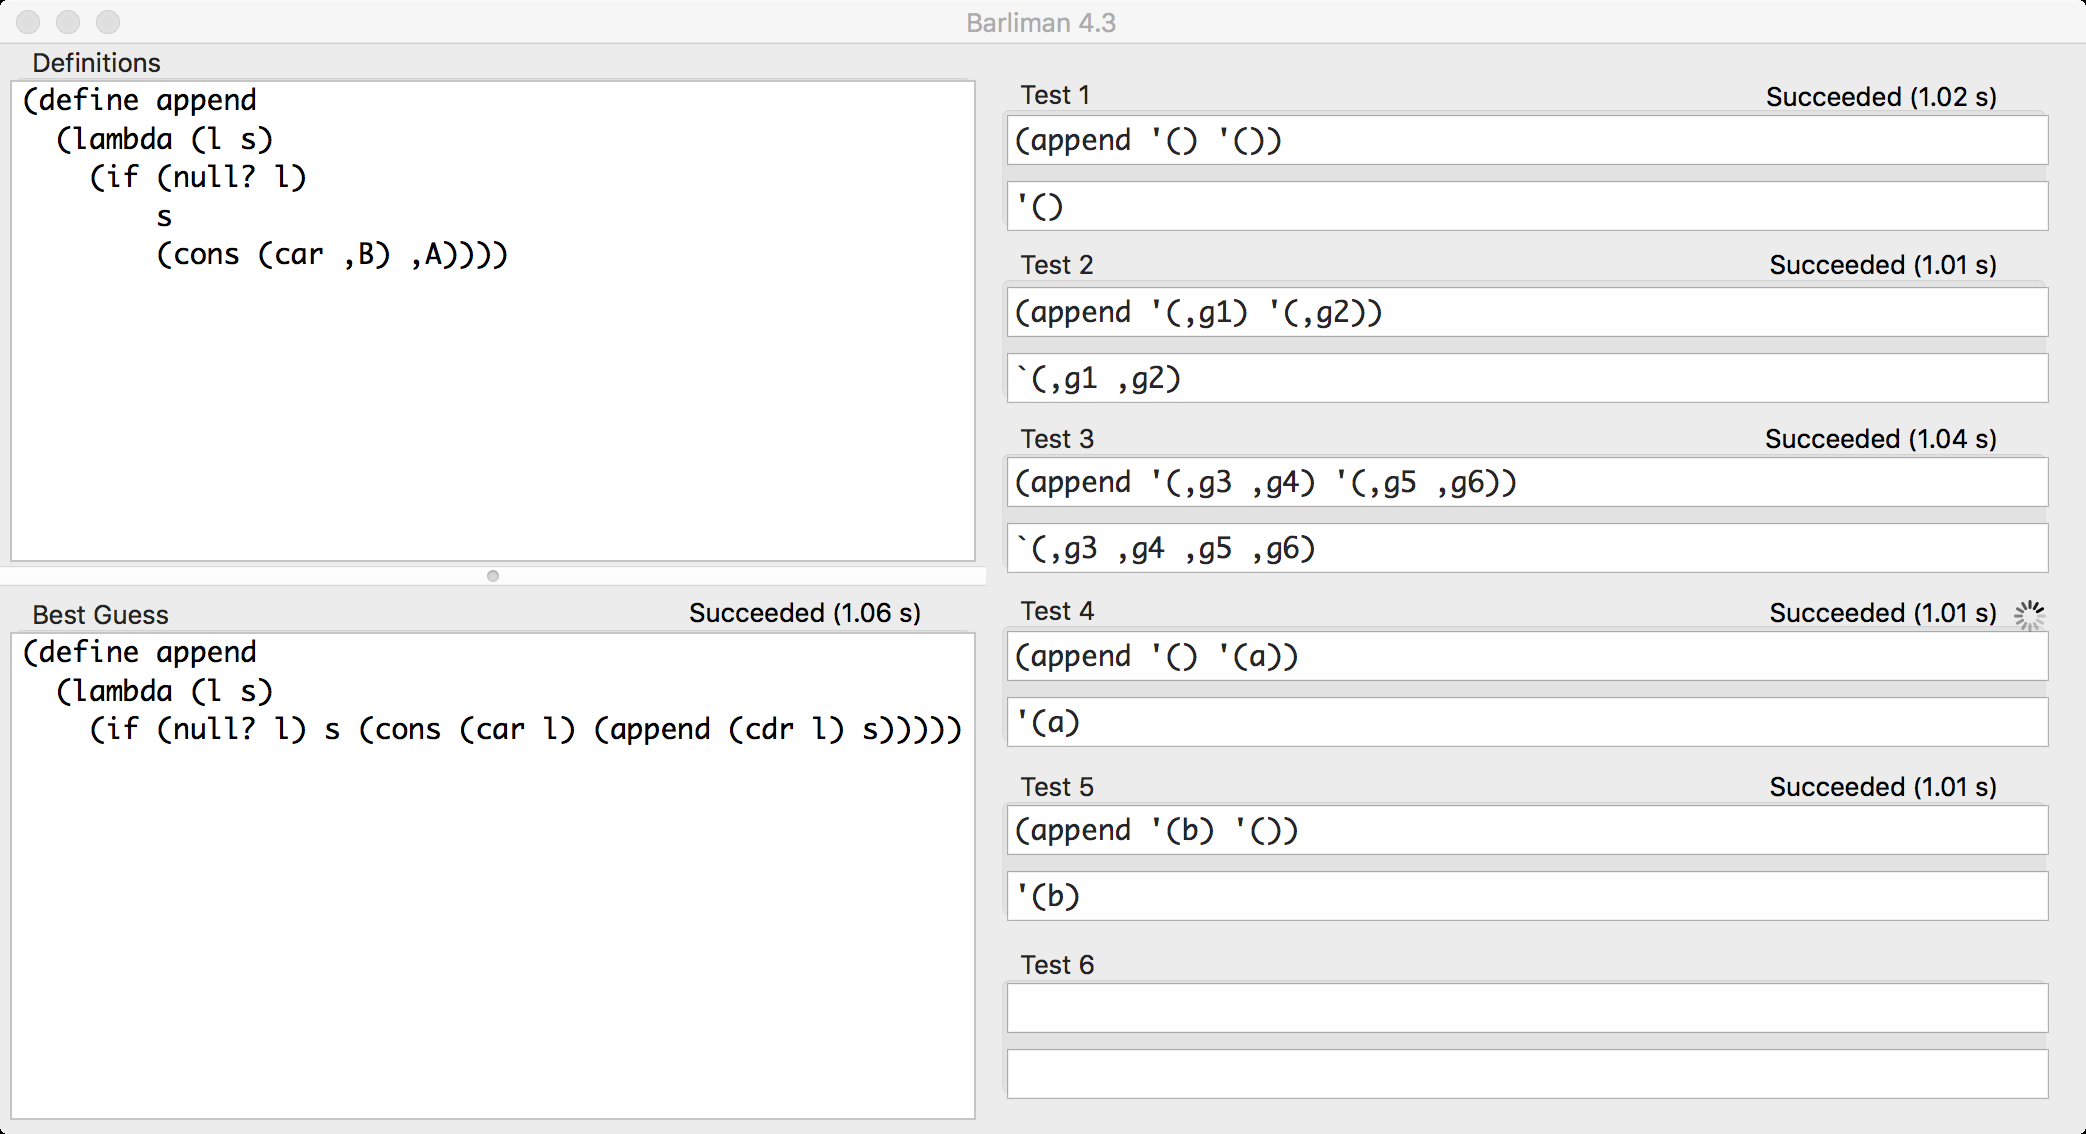 Barliman 4.3
Definitions
(define append
(lambda (l s)
(if (null? l)
s
(cons (car ,B) ,A))))
Best Guess
Succeeded (1.06 s)
(define append
(lambda (l s)
(if (null? l) s (cons (car l) (append (cdr l) s)))))
Test 1
Succeeded (1.02 s)
(append '() '())
'()
Test 2
Succeeded (1.01 s)
(append '(,g1) '(,g2))
`(,g1 ,g2)
Test 3
Succeeded (1.04 s)
(append '(,g3 ,g4) '(,g5 ,g6))
`(,g3 ,g4 ,g5 ,g6)
Test 4
Succeeded (1.01 s)
(append '() '(a))
'(a)
Test 5
Succeeded (1.01 s)
(append '(b) '())
'(b)
Test 6